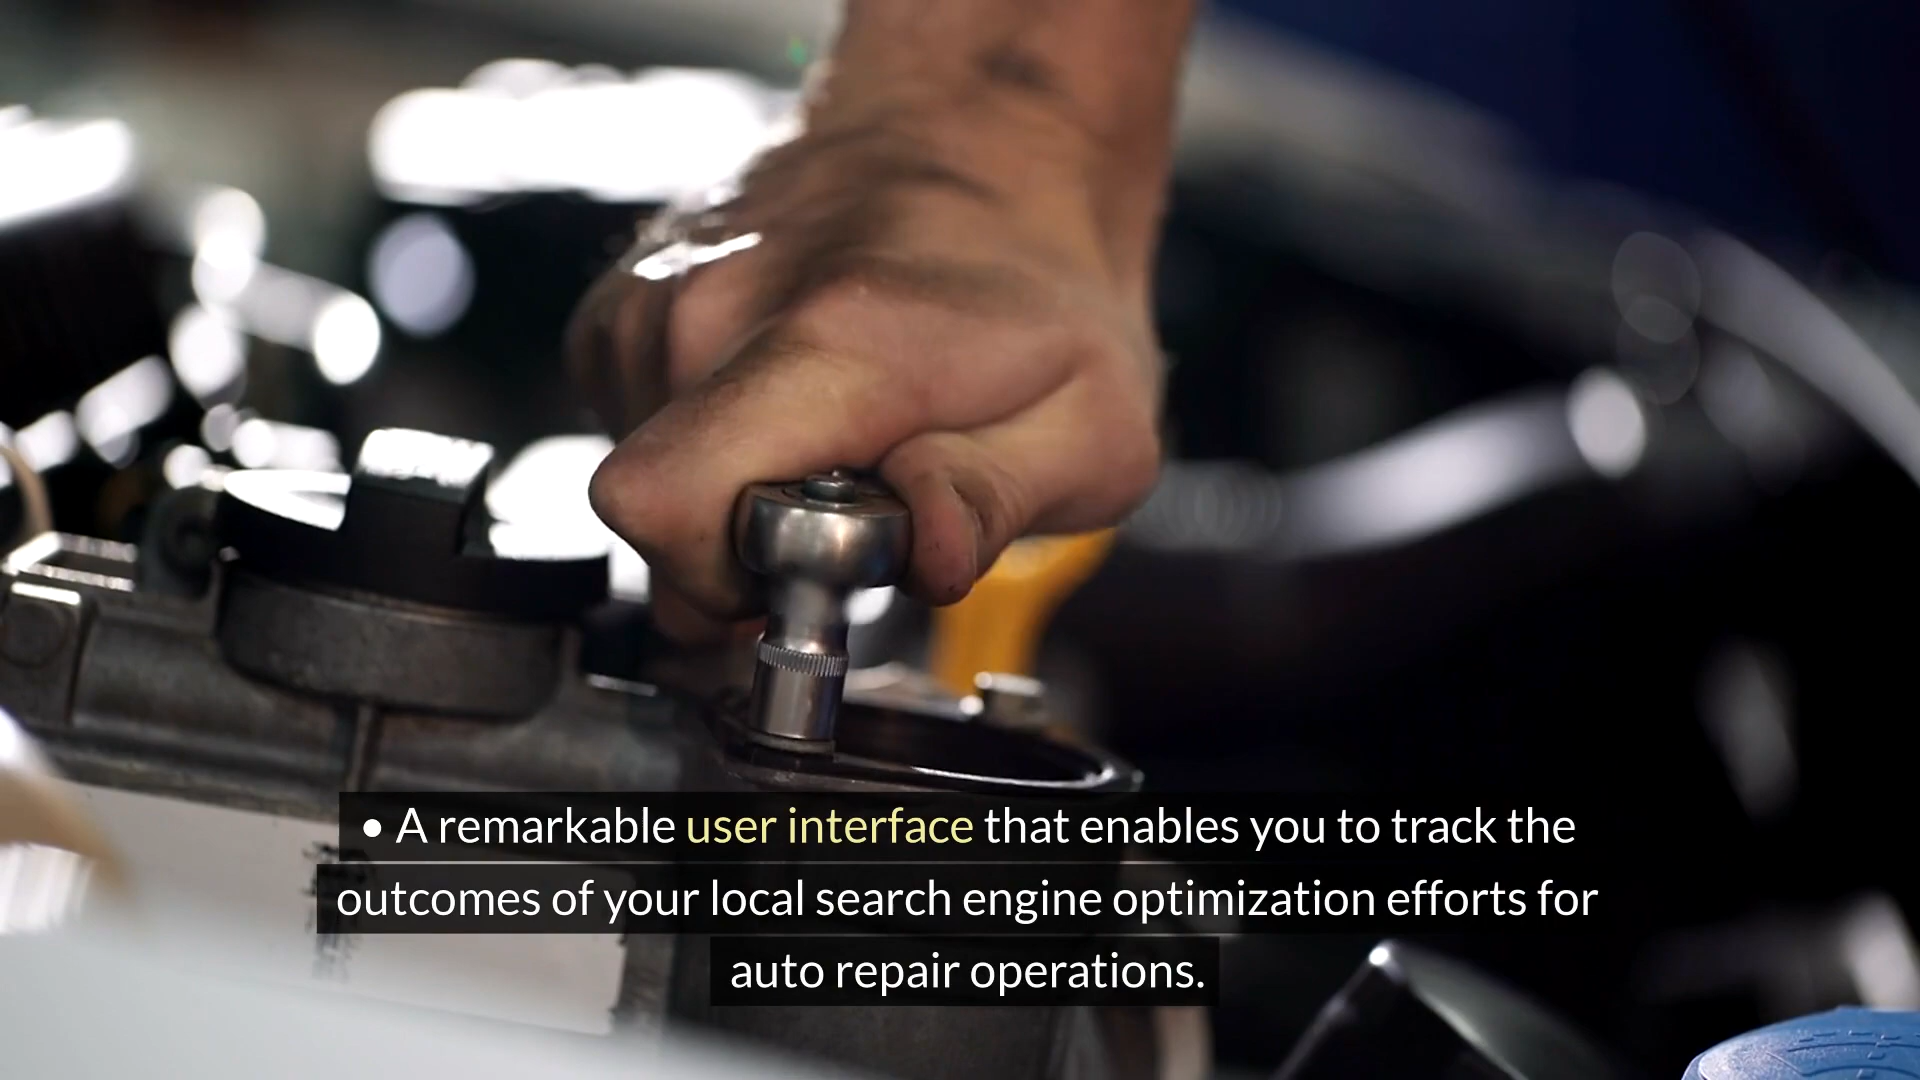 • A remarkable user interface that enables you to track the
outcomes of your local search engine optimization efforts for
auto repair operations.